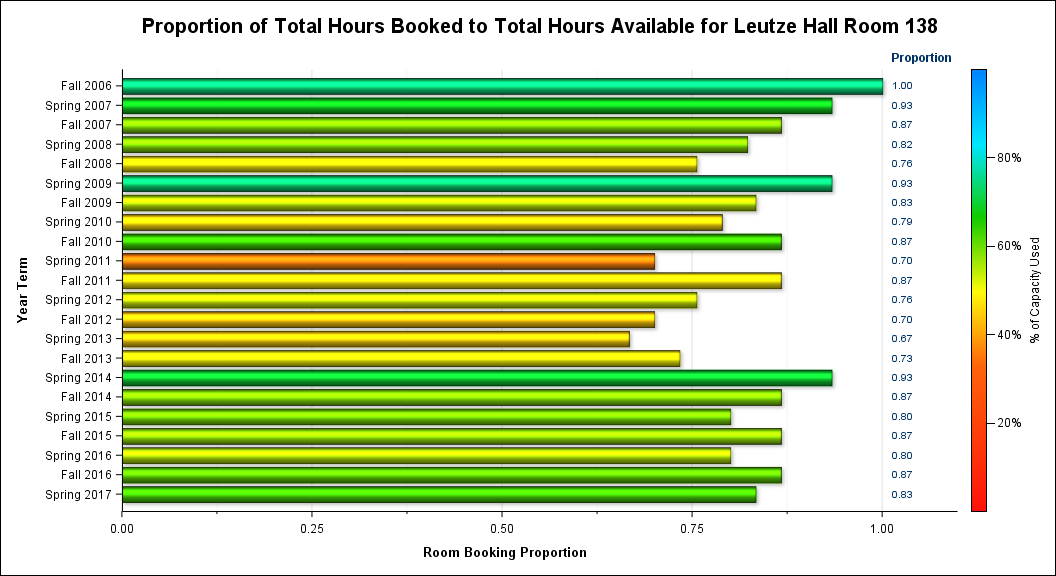 Proportion of Total Hours Booked to Total Hours Available for Leutze Hall Room 138
Proportion
Fall 2006 1.00
Spring 2007 0.93
Fall 2007 0.87
Spring 2008 0.82
Fall 2008 0.76
Spring 2009 0.93
Fall 2009 0.83
Spring 2010 0.79
Fall 2010 0.87
Spring 2011 0.70
Fall 2011 0.87
Spring 2012 0.76
Fall 2012 0.70
Spring 2013 0.67
Fall 2013 0.73
Spring 2014 0.93
Fall 2014 0.87
Spring 2015 0.80
Fall 2015 0.87
Spring 2016 0.80
Fall 2016 0.87
Spring 2017 0.83
Year Term
0.00 0.25 0.50 0.75 1.00
Room Booking Proportion
80%
60%
40%
20%
% of Capacity Used